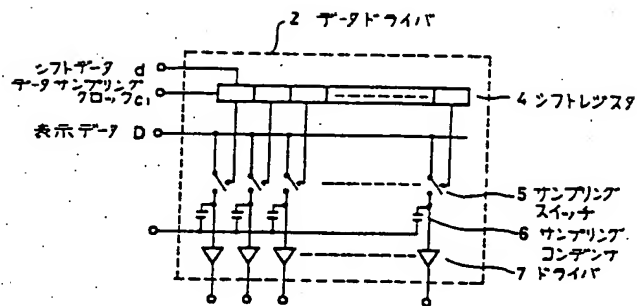 2 データドライバ
シフトデータ d
データサンプリング
クロックC1
4 シフトレジスタ
表示データ D
5 サンプリング
スイッチ
6 サンプリング
コンデンサ
7 ドライバ